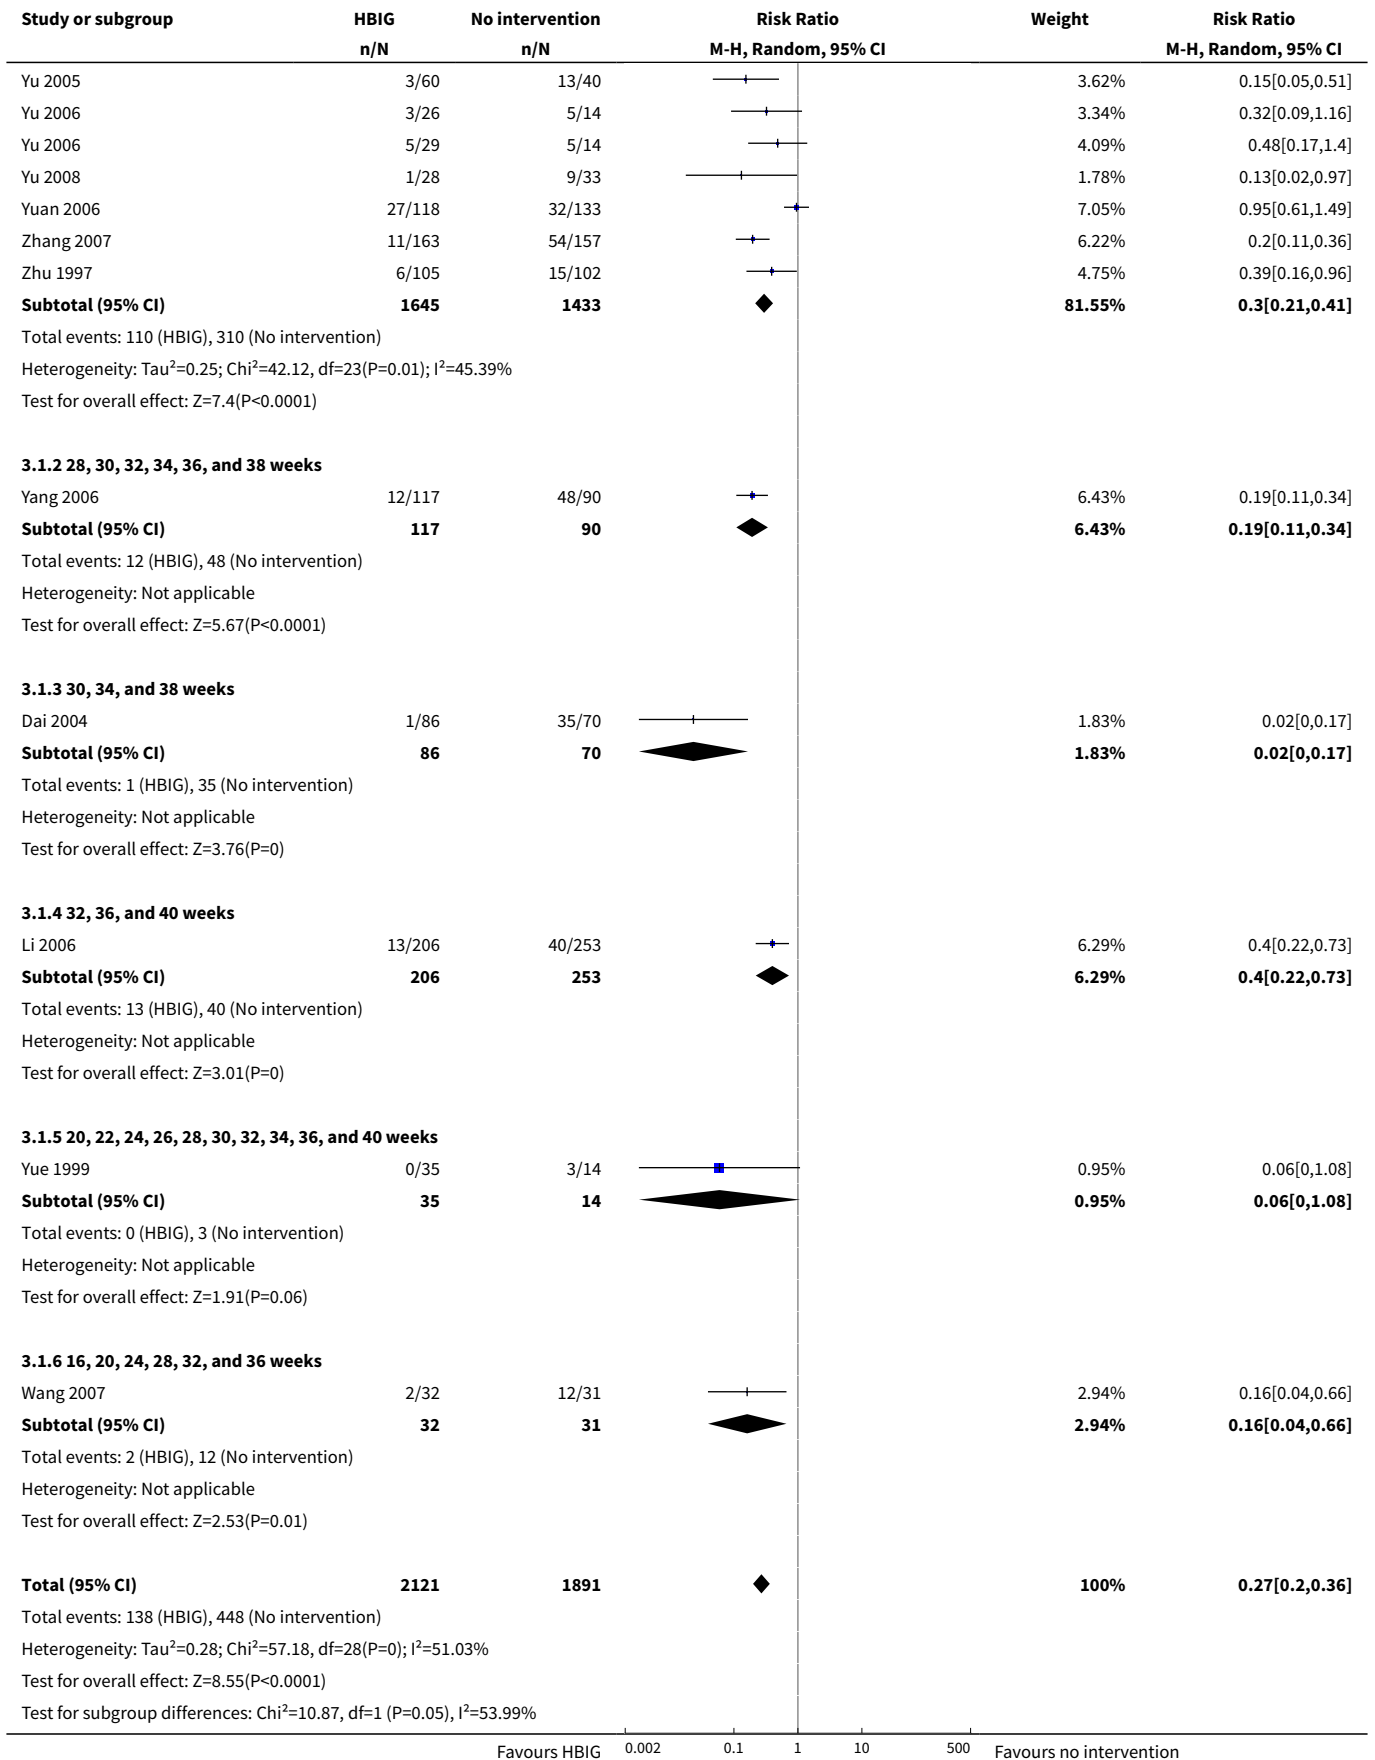 Study or subgroup HBIG No intervention Risk Ratio Weight Risk Ratio
n/N n/N M-H, Random, 95% CI M-H, Random, 95% CI
Yu 2005 3/60 13/40 3.62% 0.15[0.05,0.51]
Yu 2006 3/26 5/14 3.34% 0.32[0.09,1.16]
Yu 2006 5/29 5/14 4.09% 0.48[0.17,1.4]
Yu 2008 1/28 9/33 1.78% 0.13[0.02,0.97]
Yuan 2006 27/118 32/133 7.05% 0.95[0.61,1.49]
Zhang 2007 11/163 54/157 6.22% 0.2[0.11,0.36]
Zhu 1997 6/105 15/102 4.75% 0.39[0.16,0.96]
Subtotal (95% CI) 1645 1433 81.55% 0.3[0.21,0.41]
Total events: 110 (HBIG), 310 (No intervention)
Heterogeneity: Tau²=0.25; Chi²=42.12, df=23(P=0.01); I²=45.39%
Test for overall effect: Z=7.4(P<0.0001)
3.1.2 28, 30, 32, 34, 36, and 38 weeks
Yang 2006 12/117 48/90 6.43% 0.19[0.11,0.34]
Subtotal (95% CI) 117 90 6.43% 0.19[0.11,0.34]
Total events: 12 (HBIG), 48 (No intervention)
Heterogeneity: Not applicable
Test for overall effect: Z=5.67(P<0.0001)
3.1.3 30, 34, and 38 weeks
Dai 2004 1/86 35/70 1.83% 0.02[0,0.17]
Subtotal (95% CI) 86 70 1.83% 0.02[0,0.17]
Total events: 1 (HBIG), 35 (No intervention)
Heterogeneity: Not applicable
Test for overall effect: Z=3.76(P=0)
3.1.4 32, 36, and 40 weeks
Li 2006 13/206 40/253 6.29% 0.4[0.22,0.73]
Subtotal (95% CI) 206 253 6.29% 0.4[0.22,0.73]
Total events: 13 (HBIG), 40 (No intervention)
Heterogeneity: Not applicable
Test for overall effect: Z=3.01(P=0)
3.1.5 20, 22, 24, 26, 28, 30, 32, 34, 36, and 40 weeks
Yue 1999 0/35 3/14 0.95% 0.06[0,1.08]
Subtotal (95% CI) 35 14 0.95% 0.06[0,1.08]
Total events: 0 (HBIG), 3 (No intervention)
Heterogeneity: Not applicable
Test for overall effect: Z=1.91(P=0.06)
3.1.6 16, 20, 24, 28, 32, and 36 weeks
Wang 2007 2/32 12/31 2.94% 0.16[0.04,0.66]
Subtotal (95% CI) 32 31 2.94% 0.16[0.04,0.66]
Total events: 2 (HBIG), 12 (No intervention)
Heterogeneity: Not applicable
Test for overall effect: Z=2.53(P=0.01)
Total (95% CI) 2121 1891 100% 0.27[0.2,0.36]
Total events: 138 (HBIG), 448 (No intervention)
Heterogeneity: Tau²=0.28; Chi²=57.18, df=28(P=0); I²=51.03%
Test for overall effect: Z=8.55(P<0.0001)
Test for subgroup differences: Chi²=10.87, df=1 (P=0.05), I²=53.99%
Favours HBIG 0.002 0.1 1 10 500 Favours no intervention